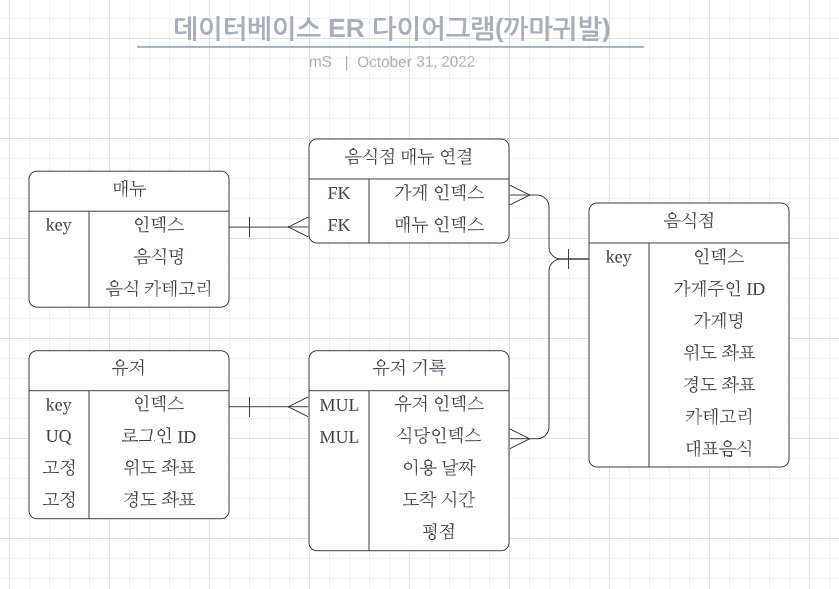 데이터베이스 ER 다이어그램(까마귀발)
mS | October 31, 2022
매뉴
key 인덱스
음식명
음식 카테고리
음식점 매뉴 연결
FK 가게 인덱스
FK 매뉴 인덱스
음식점
key 인덱스
가게주인 ID
가게명
위도 좌표
경도 좌표
카테고리
대표음식
유저
key 인덱스
UQ 로그인 ID
고정 위도 좌표
고정 경도 좌표
유저 기록
MUL 유저 인덱스
MUL 식당인덱스
이용 날짜
도착 시간
평점